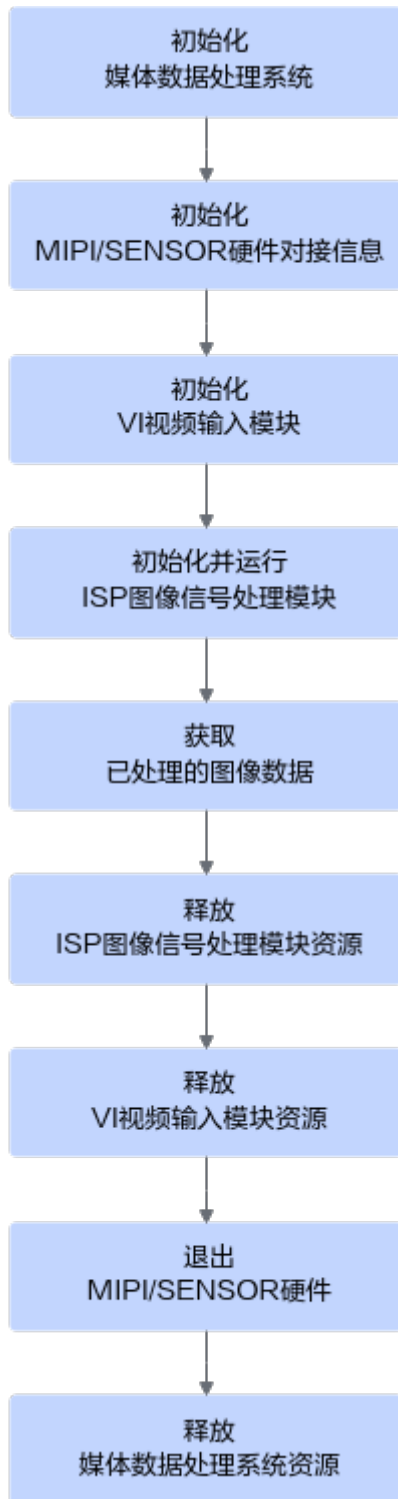 初始化
媒体数据处理系统
初始化
MIPI/SENSOR硬件对接信息
初始化
VI视频输入模块
初始化并运行
ISP图像信号处理模块
获取
已处理的图像数据
释放
ISP图像信号处理模块资源
释放
VI视频输入模块资源
退出
MIPI/SENSOR硬件
释放
媒体数据处理系统资源